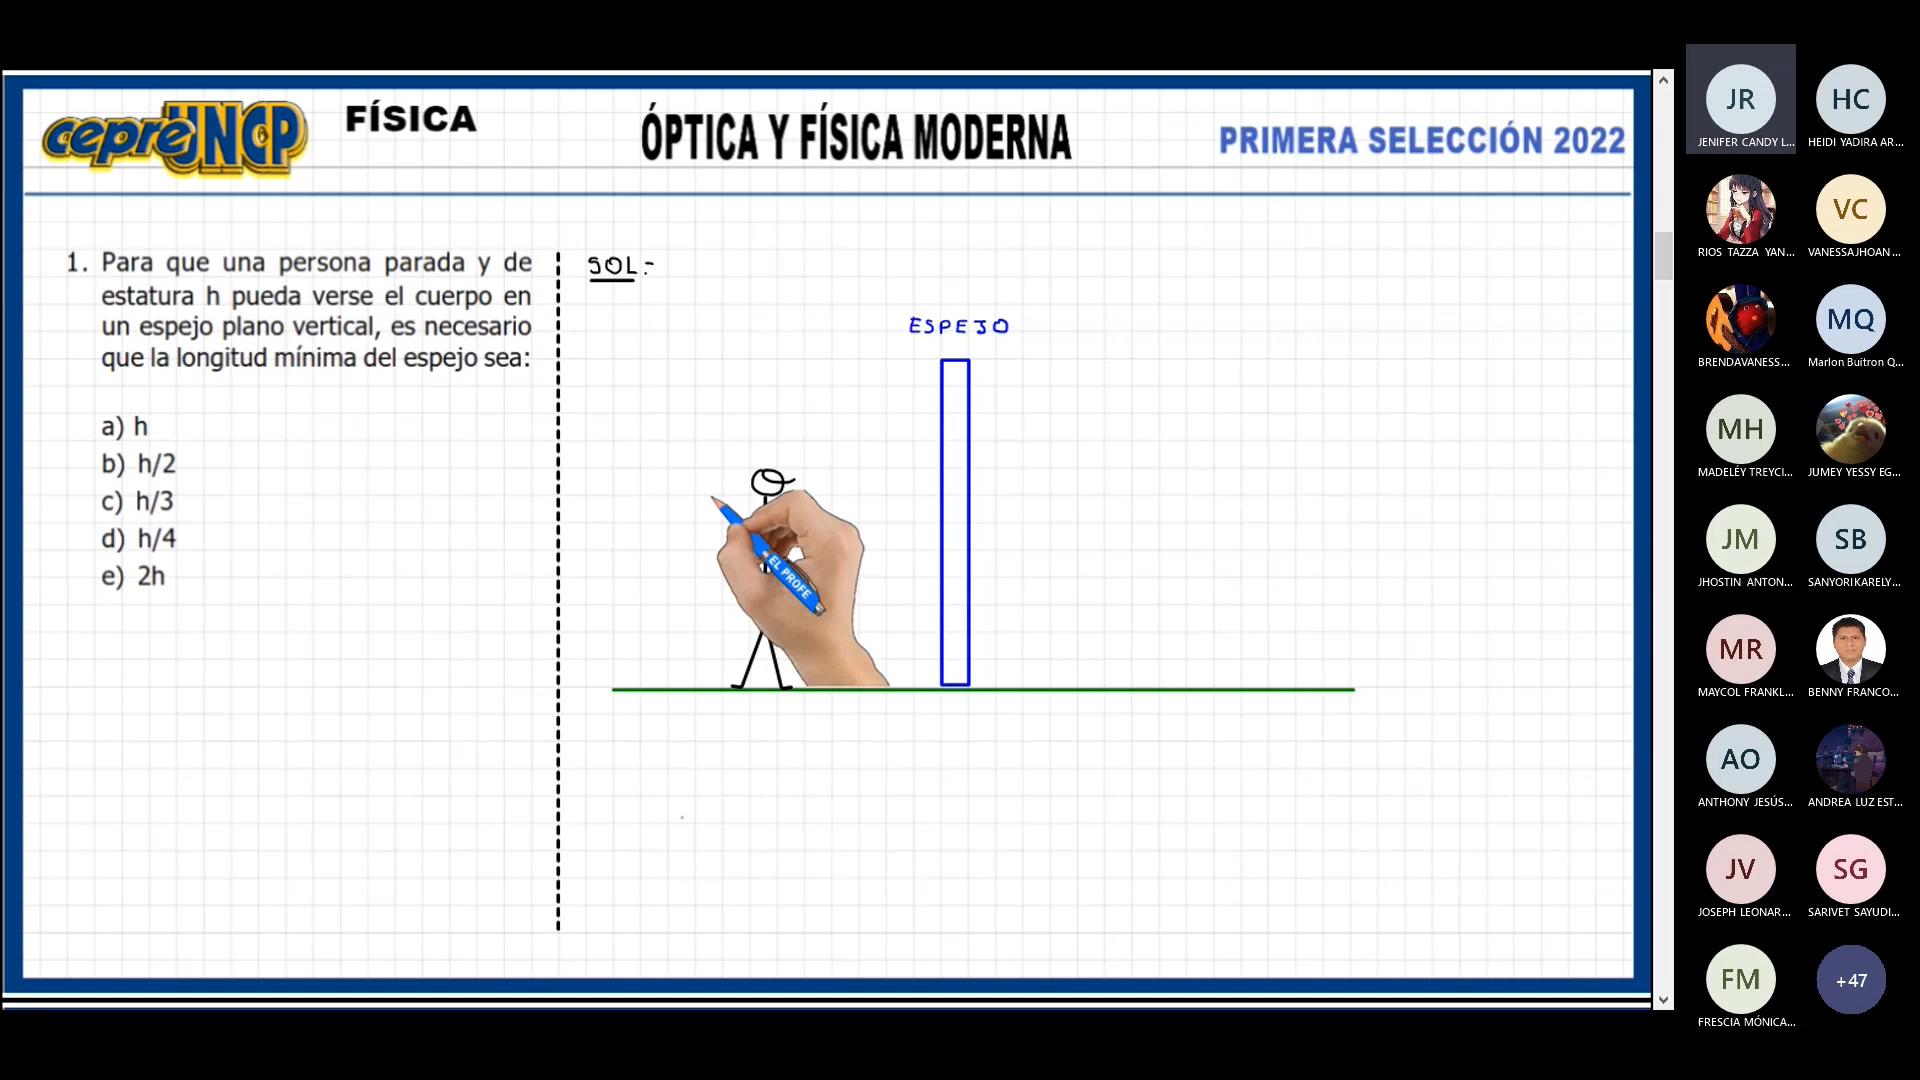 cepreUNCP
FÍSICA
ÓPTICA Y FÍSICA MODERNA
PRIMERA SELECCIÓN 2022
1. Para que una persona parada y de
estatura h pueda verse el cuerpo en
un espejo plano vertical, es necesario
que la longitud mínima del espejo sea:
a) h
b) h/2
c) h/3
d) h/4
e) 2h
SOL:-
ESPEJO
EL PROFE
JR
JENIFER CANDY L...
HC
HEIDI YADIRA AR...
RIOS TAZZA YAN...
VC
VANESSAJHOAN...
BRENDAVANESS...
MQ
Marlon Buitron Q...
MH
MADELÉY TREYCI...
JUMEY YESSY EG...
JM
JHOSTIN ANTON...
SB
SANYORIKARELY...
MR
MAYCOL FRANKL...
BENNY FRANCO...
AO
ANTHONY JESÚS...
ANDREA LUZ EST...
JV
JOSEPH LEONAR...
SG
SARIVET SAYUDI...
FM
FRESCIA MÓNICA...
+47